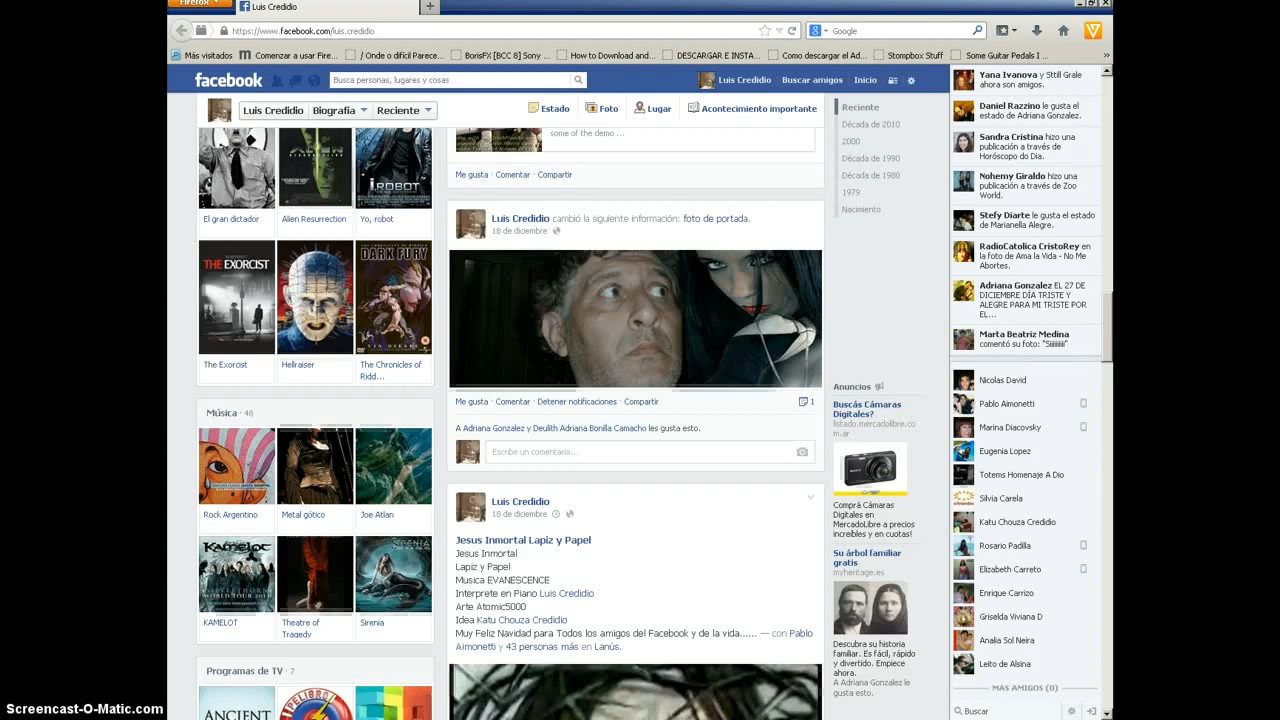 Firefox
Luis Credidio
https://www.facebook.com/luis.credidio
Google
Más visitados
Comenzar a usar Fire...
/ Onde o difícil Parece...
BorisFX [BCC 8] Sony ...
How to Download and...
DESCARGAR E INSTA...
Como descargar el Ad...
Stompbox Stuff
Some Guitar Pedals I ...
facebook
Busca personas, lugares y cosas
Luis Credidio
Buscar amigos
Inicio
Luis Credidio
Biografía
Reciente
Estado
Foto
Lugar
Acontecimiento importante
El gran dictador
Alien Resurrection
I, ROBOT
Yo, robot
THE EXORCIST
The Exorcist
Hellraiser
DARK FURY
VIN DIESEL
The Chronicles of
Ridd...
Música · 48
Rock Argentino
Metal gótico
Joe Atlan
KAMELOT
WORLD TOUR
KAMELOT
Theatre of
Tragedy
SIRENIA
Sirenia
Programas de TV · 7
ANCIENT
PELIGRO
some of the demo ...
Me gusta · Comentar · Compartir
Luis Credidio cambió la siguiente información: foto de portada.
18 de diciembre
Me gusta · Comentar · Detener notificaciones · Compartir
1
A Adriana Gonzalez y Deulith Adriana Bonilla Camacho les gusta esto.
Escribe un comentario...
Luis Credidio
18 de diciembre
Jesus Inmortal Lapiz y Papel
Jesus Inmortal
Lapiz y Papel
Musica EVANESCENCE
Interprete en Piano Luis Credidio
Arte Atomic5000
Idea Katu Chouza Credidio
Muy Feliz Navidad para Todos los amigos del Facebook y de la vida...... — con Pablo
Aimonetti y 43 personas más en Lanús.
Reciente
Década de 2010
2000
Década de 1990
Década de 1980
1979
Nacimiento
Anuncios
Buscás Cámaras
Digitales?
listado.mercadolibre.co
m.ar
Comprá Cámaras
Digitales en
MercadoLibre a precios
increíbles y en cuotas!
Su árbol familiar
gratis
myheritage.es
Descubra su historia
familiar. Es fácil, rápido
y divertido. Empiece
ahora.
A Adriana Gonzalez le
gusta esto.
Yana Ivanova y Sttill Grale
ahora son amigos.
Daniel Razzino le gusta el
estado de Adriana Gonzalez.
Sandra Cristina hizo una
publicación a través de
Horóscopo do Dia.
Nohemy Giraldo hizo una
publicación a través de Zoo
World.
Stefy Diarte le gusta el estado
de Marianella Alegre.
RadioCatolica CristoRey en
la foto de Ama la Vida - No Me
Abortes.
Adriana Gonzalez EL 27 DE
DICIEMBRE DÍA TRISTE Y
ALEGRE PARA MI TRISTE POR
EL...
Marta Beatriz Medina
comentó su foto: "Siiiiiiiii"
Nicolas David
Pablo Aimonetti
Marina Diacovsky
Eugenia Lopez
Totems Homenaje A Dio
Silvia Carela
Katu Chouza Credidio
Rosario Padilla
Elizabeth Carreto
Enrique Carrizo
Griselda Viviana D
Analia Sol Neira
Leito de Alsina
MÁS AMIGOS (0)
Buscar
Screencast-O-Matic.com